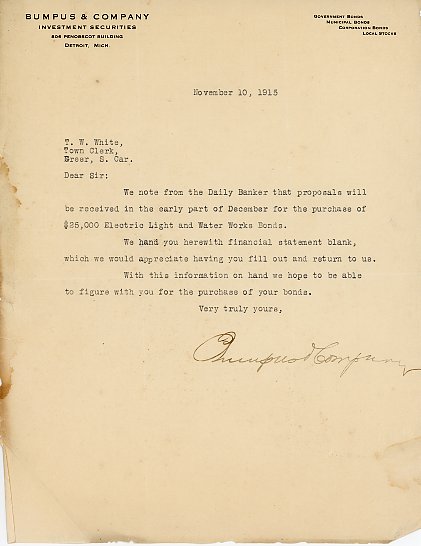 BUMPUS & COMPANY
INVESTMENT SECURITIES
806 PENOBSCOT BUILDING
DETROIT, MICH.
GOVERNMENT BONDS
MUNICIPAL BONDS
CORPORATION BONDS
LOCAL STOCKS
November 10, 1915
T. W. White,
Town Clerk,
Greer, S. Car.
Dear Sir:
We note from the Daily Banker that proposals will
be received in the early part of December for the purchase of
$25,000 Electric Light and Water Works Bonds.
We hand you herewith financial statement blank,
which we would appreciate having you fill out and return to us.
With this information on hand we hope to be able
to figure with you for the purchase of your bonds.
Very truly yours,
Bumpus & Company